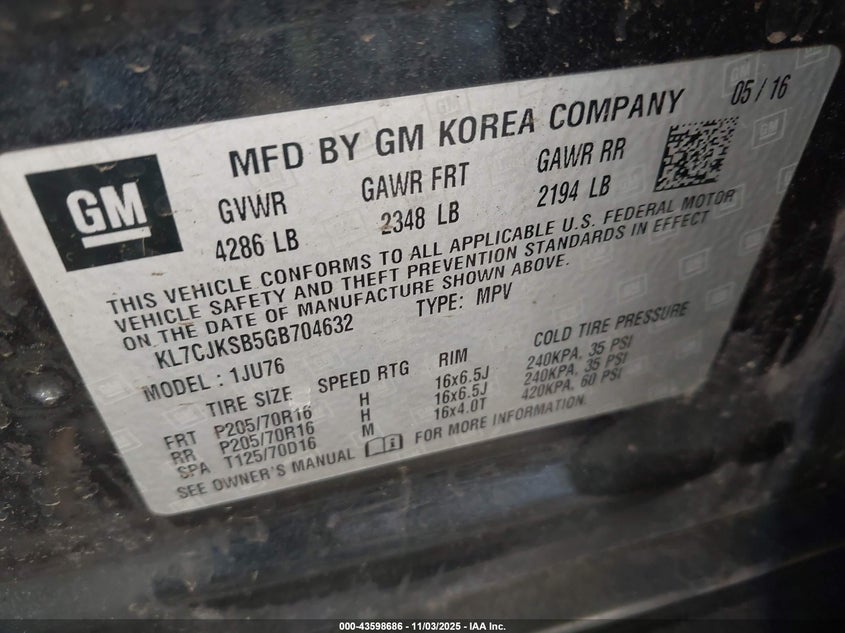 GM
MFD BY GM KOREA COMPANY
05 / 16
GVWR GAWR FRT GAWR RR
4286 LB 2348 LB 2194 LB
THIS VEHICLE CONFORMS TO ALL APPLICABLE U.S. FEDERAL MOTOR
VEHICLE SAFETY AND THEFT PREVENTION STANDARDS IN EFFECT
ON THE DATE OF MANUFACTURE SHOWN ABOVE.
KL7CJKSB5GB704632 TYPE: MPV
MODEL : 1JU76
TIRE SIZE SPEED RTG RIM COLD TIRE PRESSURE
FRT P205/70R16 H 16x6.5J 240KPA, 35 PSI
RR P205/70R16 H 16x6.5J 240KPA, 35 PSI
SPA T125/70D16 M 16x4.0T 420KPA, 60 PSI
SEE OWNER'S MANUAL FOR MORE INFORMATION.
000-43598686 - 11/03/2025 - IAA Inc.